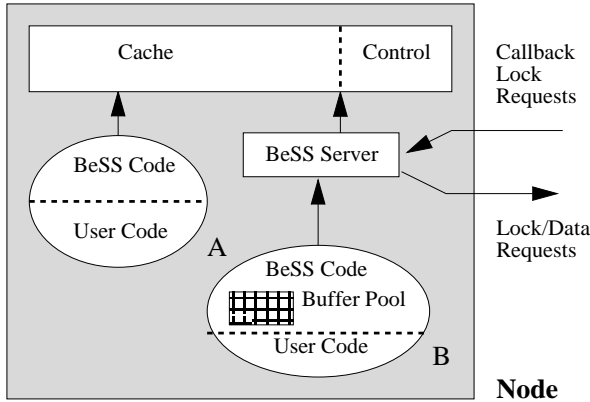 Cache
Control
Callback
Lock
Requests
BeSS Server
BeSS Code
User Code
A
Lock/Data
Requests
BeSS Code
Buffer Pool
User Code
B
Node